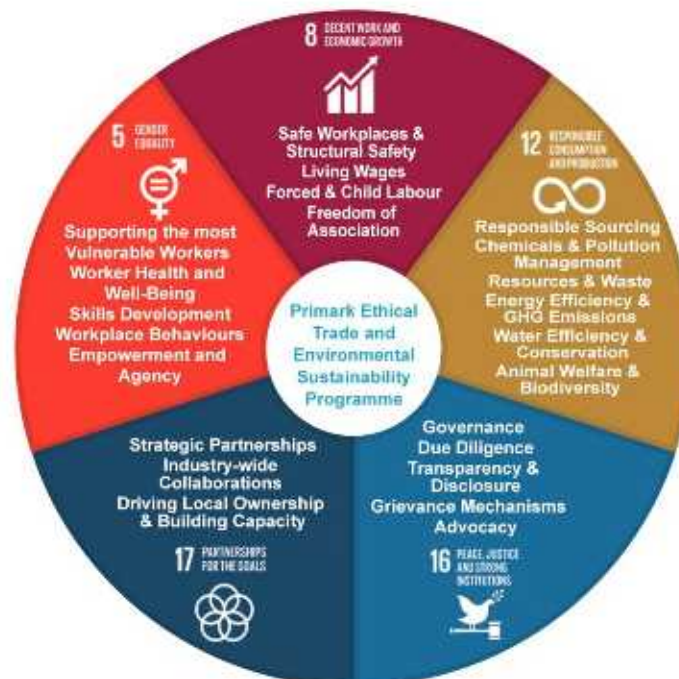 8 DECENT WORK AND
ECONOMIC GROWTH
Safe Workplaces &
Structural Safety
Living Wages
Forced & Child Labour
Freedom of
Association
5 GENDER
EQUALITY
Supporting the most
Vulnerable Workers
Worker Health and
Well-Being
Skills Development
Workplace Behaviours
Empowerment and
Agency
12 RESPONSIBLE
CONSUMPTION
AND PRODUCTION
Responsible Sourcing
Chemicals & Pollution
Management
Resources & Waste
Energy Efficiency &
GHG Emissions
Water Efficiency &
Conservation
Animal Welfare &
Biodiversity
Primark Ethical
Trade and
Environmental
Sustainability
Programme
Strategic Partnerships
Industry-wide
Collaborations
Driving Local Ownership
& Building Capacity
17 PARTNERSHIPS
FOR THE GOALS
Governance
Due Diligence
Transparency &
Disclosure
Grievance Mechanisms
Advocacy
16 PEACE, JUSTICE
AND STRONG
INSTITUTIONS